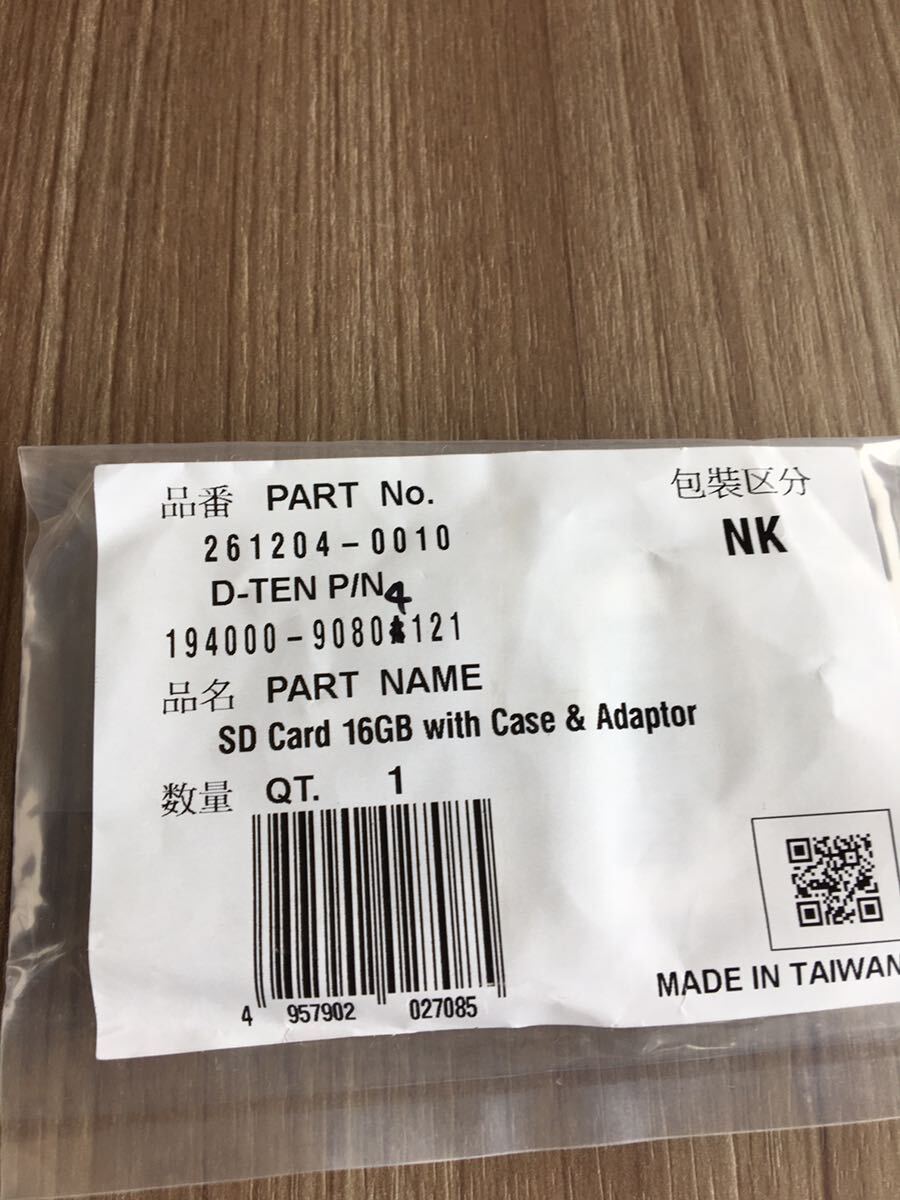 品番 PART No.
261204-0010
D-TEN P/N
4
194000-9080 121
品名 PART NAME
SD Card 16GB with Case & Adaptor
数量 QT. 1
4 957902 027085
包裝区分
NK
MADE IN TAIWAN